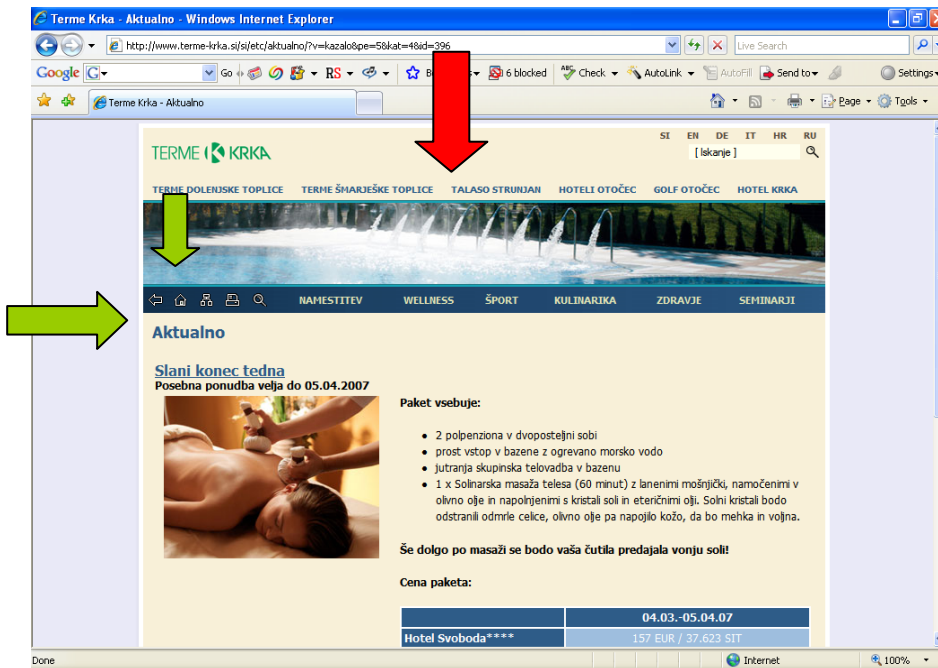 Terme Krka - Aktualno - Windows Internet Explorer
http://www.terme-krka.si/si/etc/aktualno/?v=kazalo&pe=5&kat=4&id=396
Live Search
Google G Go RS 6 blocked Check AutoLink AutoFill Send to Settings
Terme Krka - Aktualno Page Tools
SI EN DE IT HR RU
TERME KRKA [ Iskanje ]
TERME DOLENJSKE TOPLICE TERME ŠMARJEŠKE TOPLICE TALASO STRUNJAN HOTELI OTOČEC GOLF OTOČEC HOTEL KRKA
NAMESTITEV WELLNESS ŠPORT KULINARIKA ZDRAVJE SEMINARJI
Aktualno
Slani konec tedna
Posebna ponudba velja do 05.04.2007
Paket vsebuje:
• 2 polpenziona v dvoposteljni sobi
• prost vstop v bazene z ogrevano morsko vodo
• jutranja skupinska telovadba v bazenu
• 1 x Solinarska masaža telesa (60 minut) z lanenimi mošnjički, namočenimi v
olivno olje in napolnjenimi s kristali soli in eteričnimi olji. Solni kristali bodo
odstranili odmrle celice, olivno olje pa napojilo kožo, da bo mehka in voljna.
Še dolgo po masaži se bodo vaša čutila predajala vonju soli!
Cena paketa:
04.03.-05.04.07
Hotel Svoboda**** 157 EUR / 37.623 SIT
Done Internet 100%